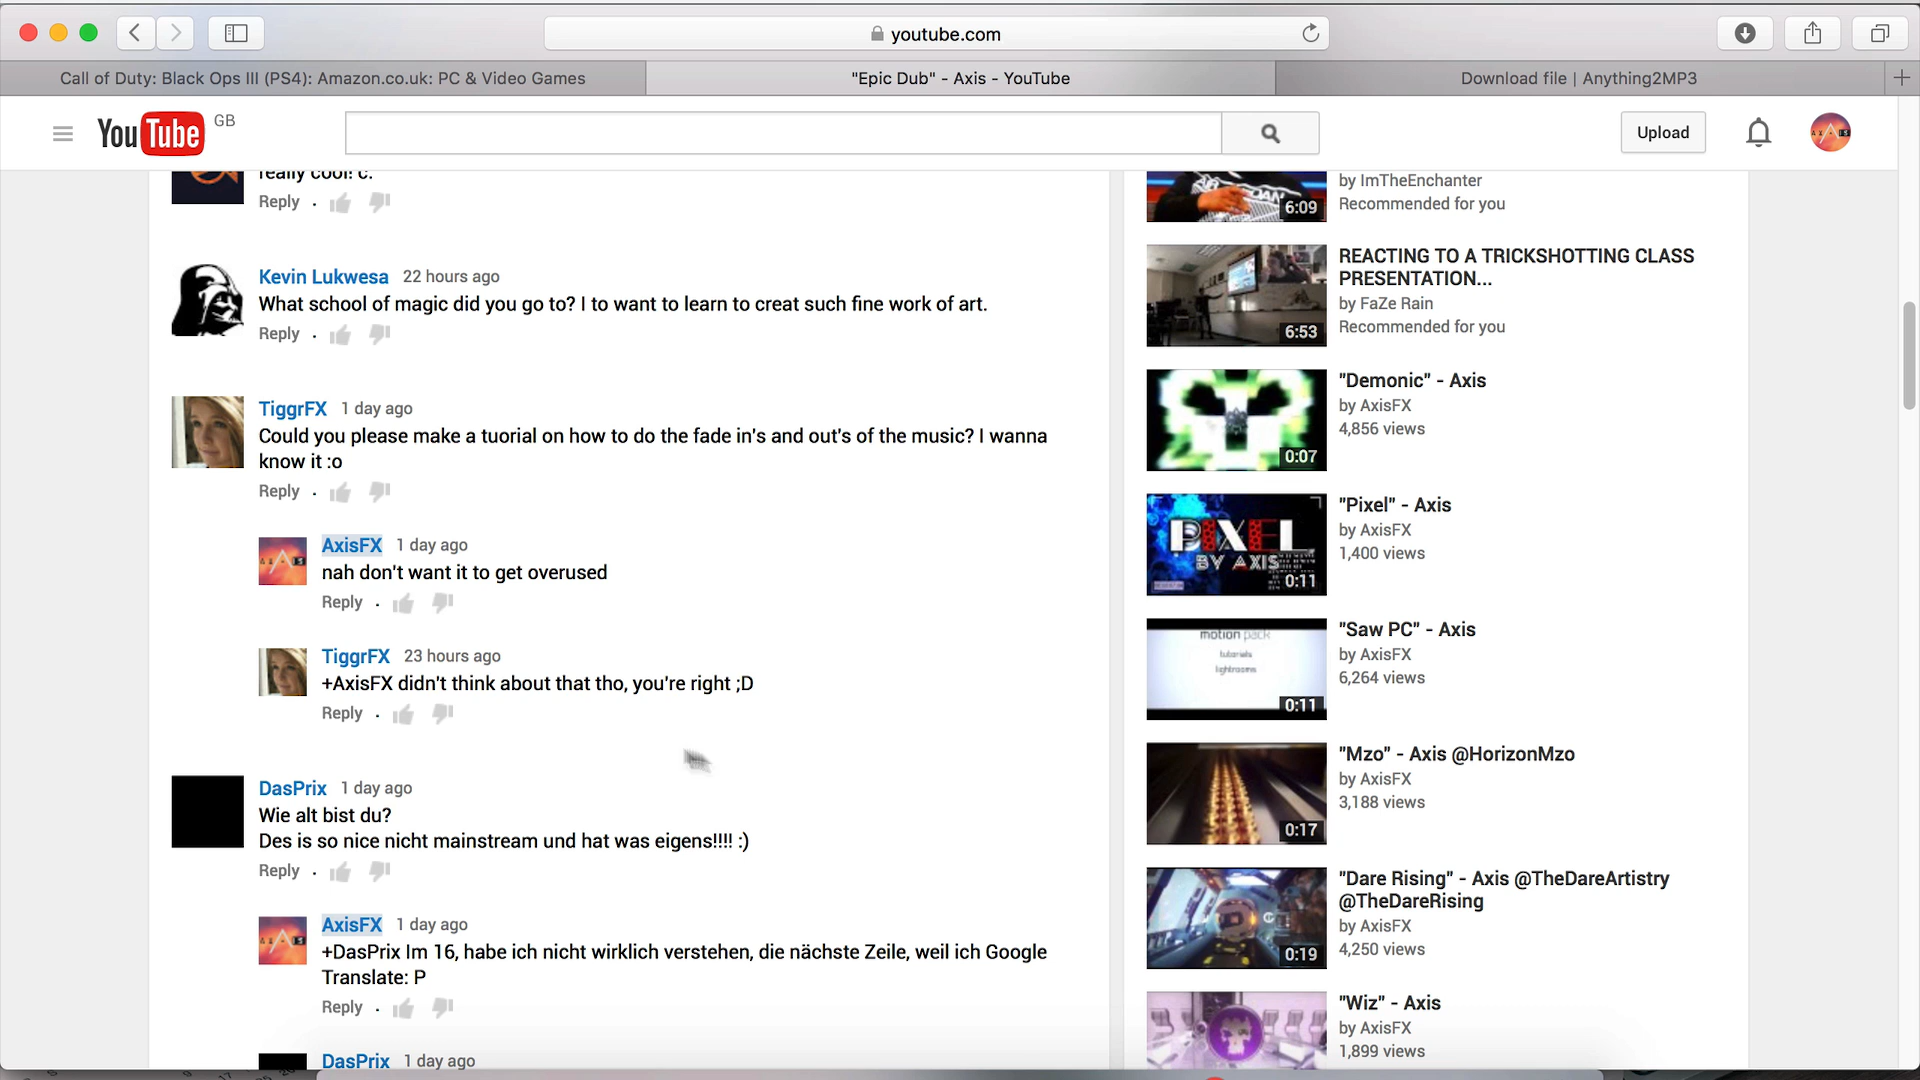 youtube.com
Call of Duty: Black Ops III (PS4): Amazon.co.uk: PC & Video Games
"Epic Dub" - Axis - YouTube
Download file | Anything2MP3
YouTube GB
Upload
really cool! c:
Reply .
Kevin Lukwesa 22 hours ago
What school of magic did you go to? I to want to learn to creat such fine work of art.
Reply .
TiggrFX 1 day ago
Could you please make a tuorial on how to do the fade in's and out's of the music? I wanna
know it :o
Reply .
AxisFX 1 day ago
nah don't want it to get overused
Reply .
TiggrFX 23 hours ago
+AxisFX didn't think about that tho, you're right ;D
Reply .
DasPrix 1 day ago
Wie alt bist du?
Des is so nice nicht mainstream und hat was eigens!!!! :)
Reply .
AxisFX 1 day ago
+DasPrix Im 16, habe ich nicht wirklich verstehen, die nächste Zeile, weil ich Google
Translate: P
Reply .
DasPrix 1 day ago
6:09
by ImTheEnchanter
Recommended for you
6:53
REACTING TO A TRICKSHOTTING CLASS
PRESENTATION...
by FaZe Rain
Recommended for you
0:07
"Demonic" - Axis
by AxisFX
4,856 views
PIXEL
BY AXIS
0:11
"Pixel" - Axis
by AxisFX
1,400 views
motion pack
tutorials
lightrooms
0:11
"Saw PC" - Axis
by AxisFX
6,264 views
0:17
"Mzo" - Axis @HorizonMzo
by AxisFX
3,188 views
0:19
"Dare Rising" - Axis @TheDareArtistry
@TheDareRising
by AxisFX
4,250 views
"Wiz" - Axis
by AxisFX
1,899 views